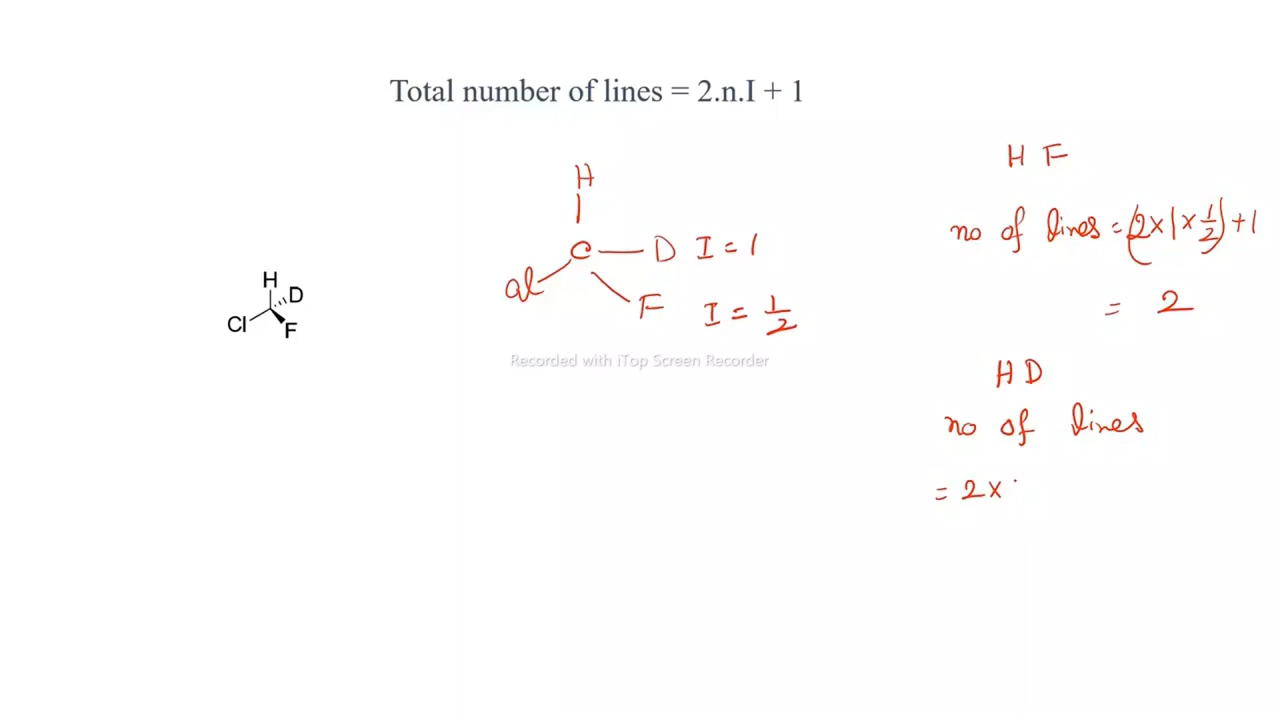 Total number of lines = 2.n.I + 1
H F
no of lines = (2×1×1/2)+1
= 2
H
C D I = 1
Cl
F I = 1/2
H
D
Cl
F
Recorded with iTop Screen Recorder
H D
no of lines
= 2×